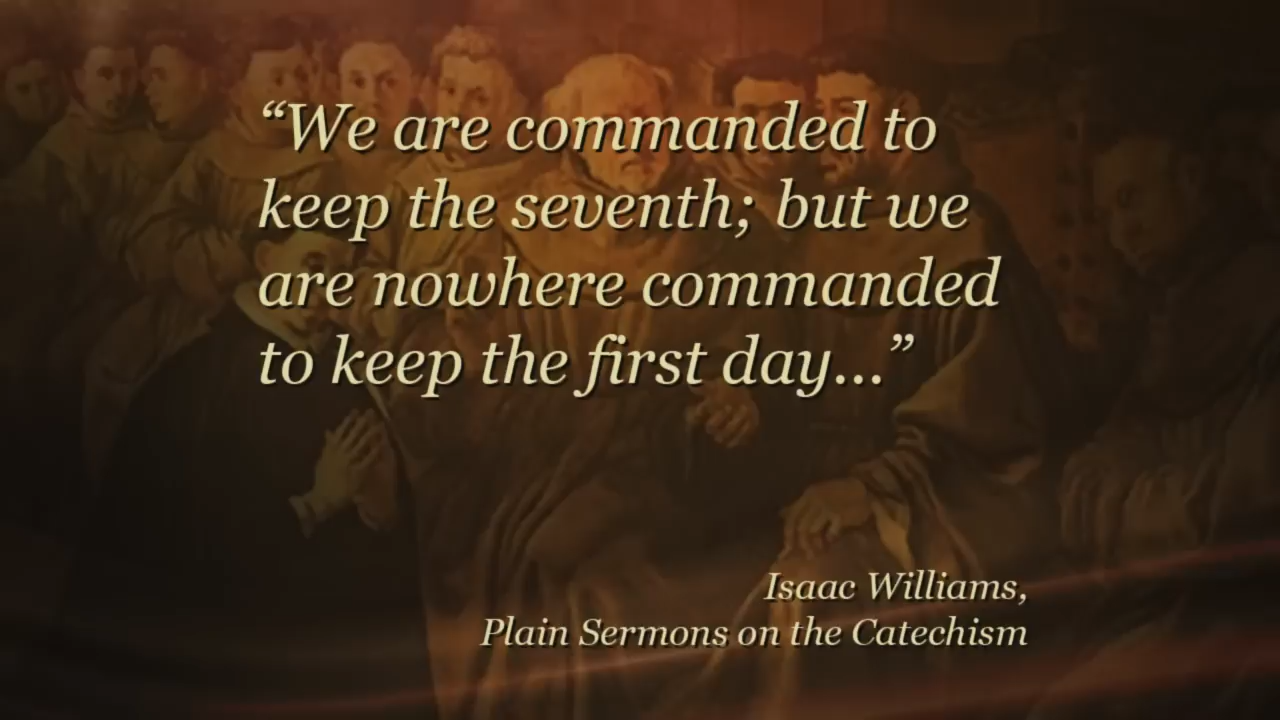 “We are commanded to
keep the seventh; but we
are nowhere commanded
to keep the first day...”
Isaac Williams,
Plain Sermons on the Catechism